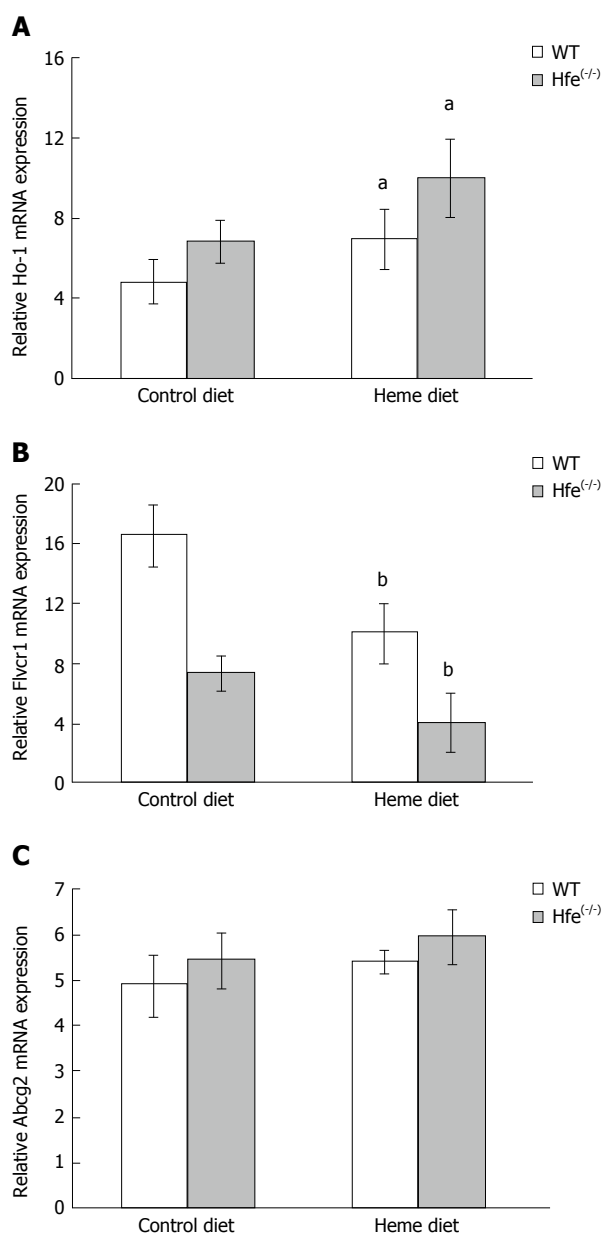 A
Relative Ho-1 mRNA expression
16
12
8
4
0
WT
Hfe(-/-)
a
a
Control diet
Heme diet
B
Relative Flvcr1 mRNA expression
20
16
12
8
4
0
WT
Hfe(-/-)
b
b
Control diet
Heme diet
C
Relative Abcg2 mRNA expression
7
6
5
4
3
2
1
0
WT
Hfe(-/-)
Control diet
Heme diet